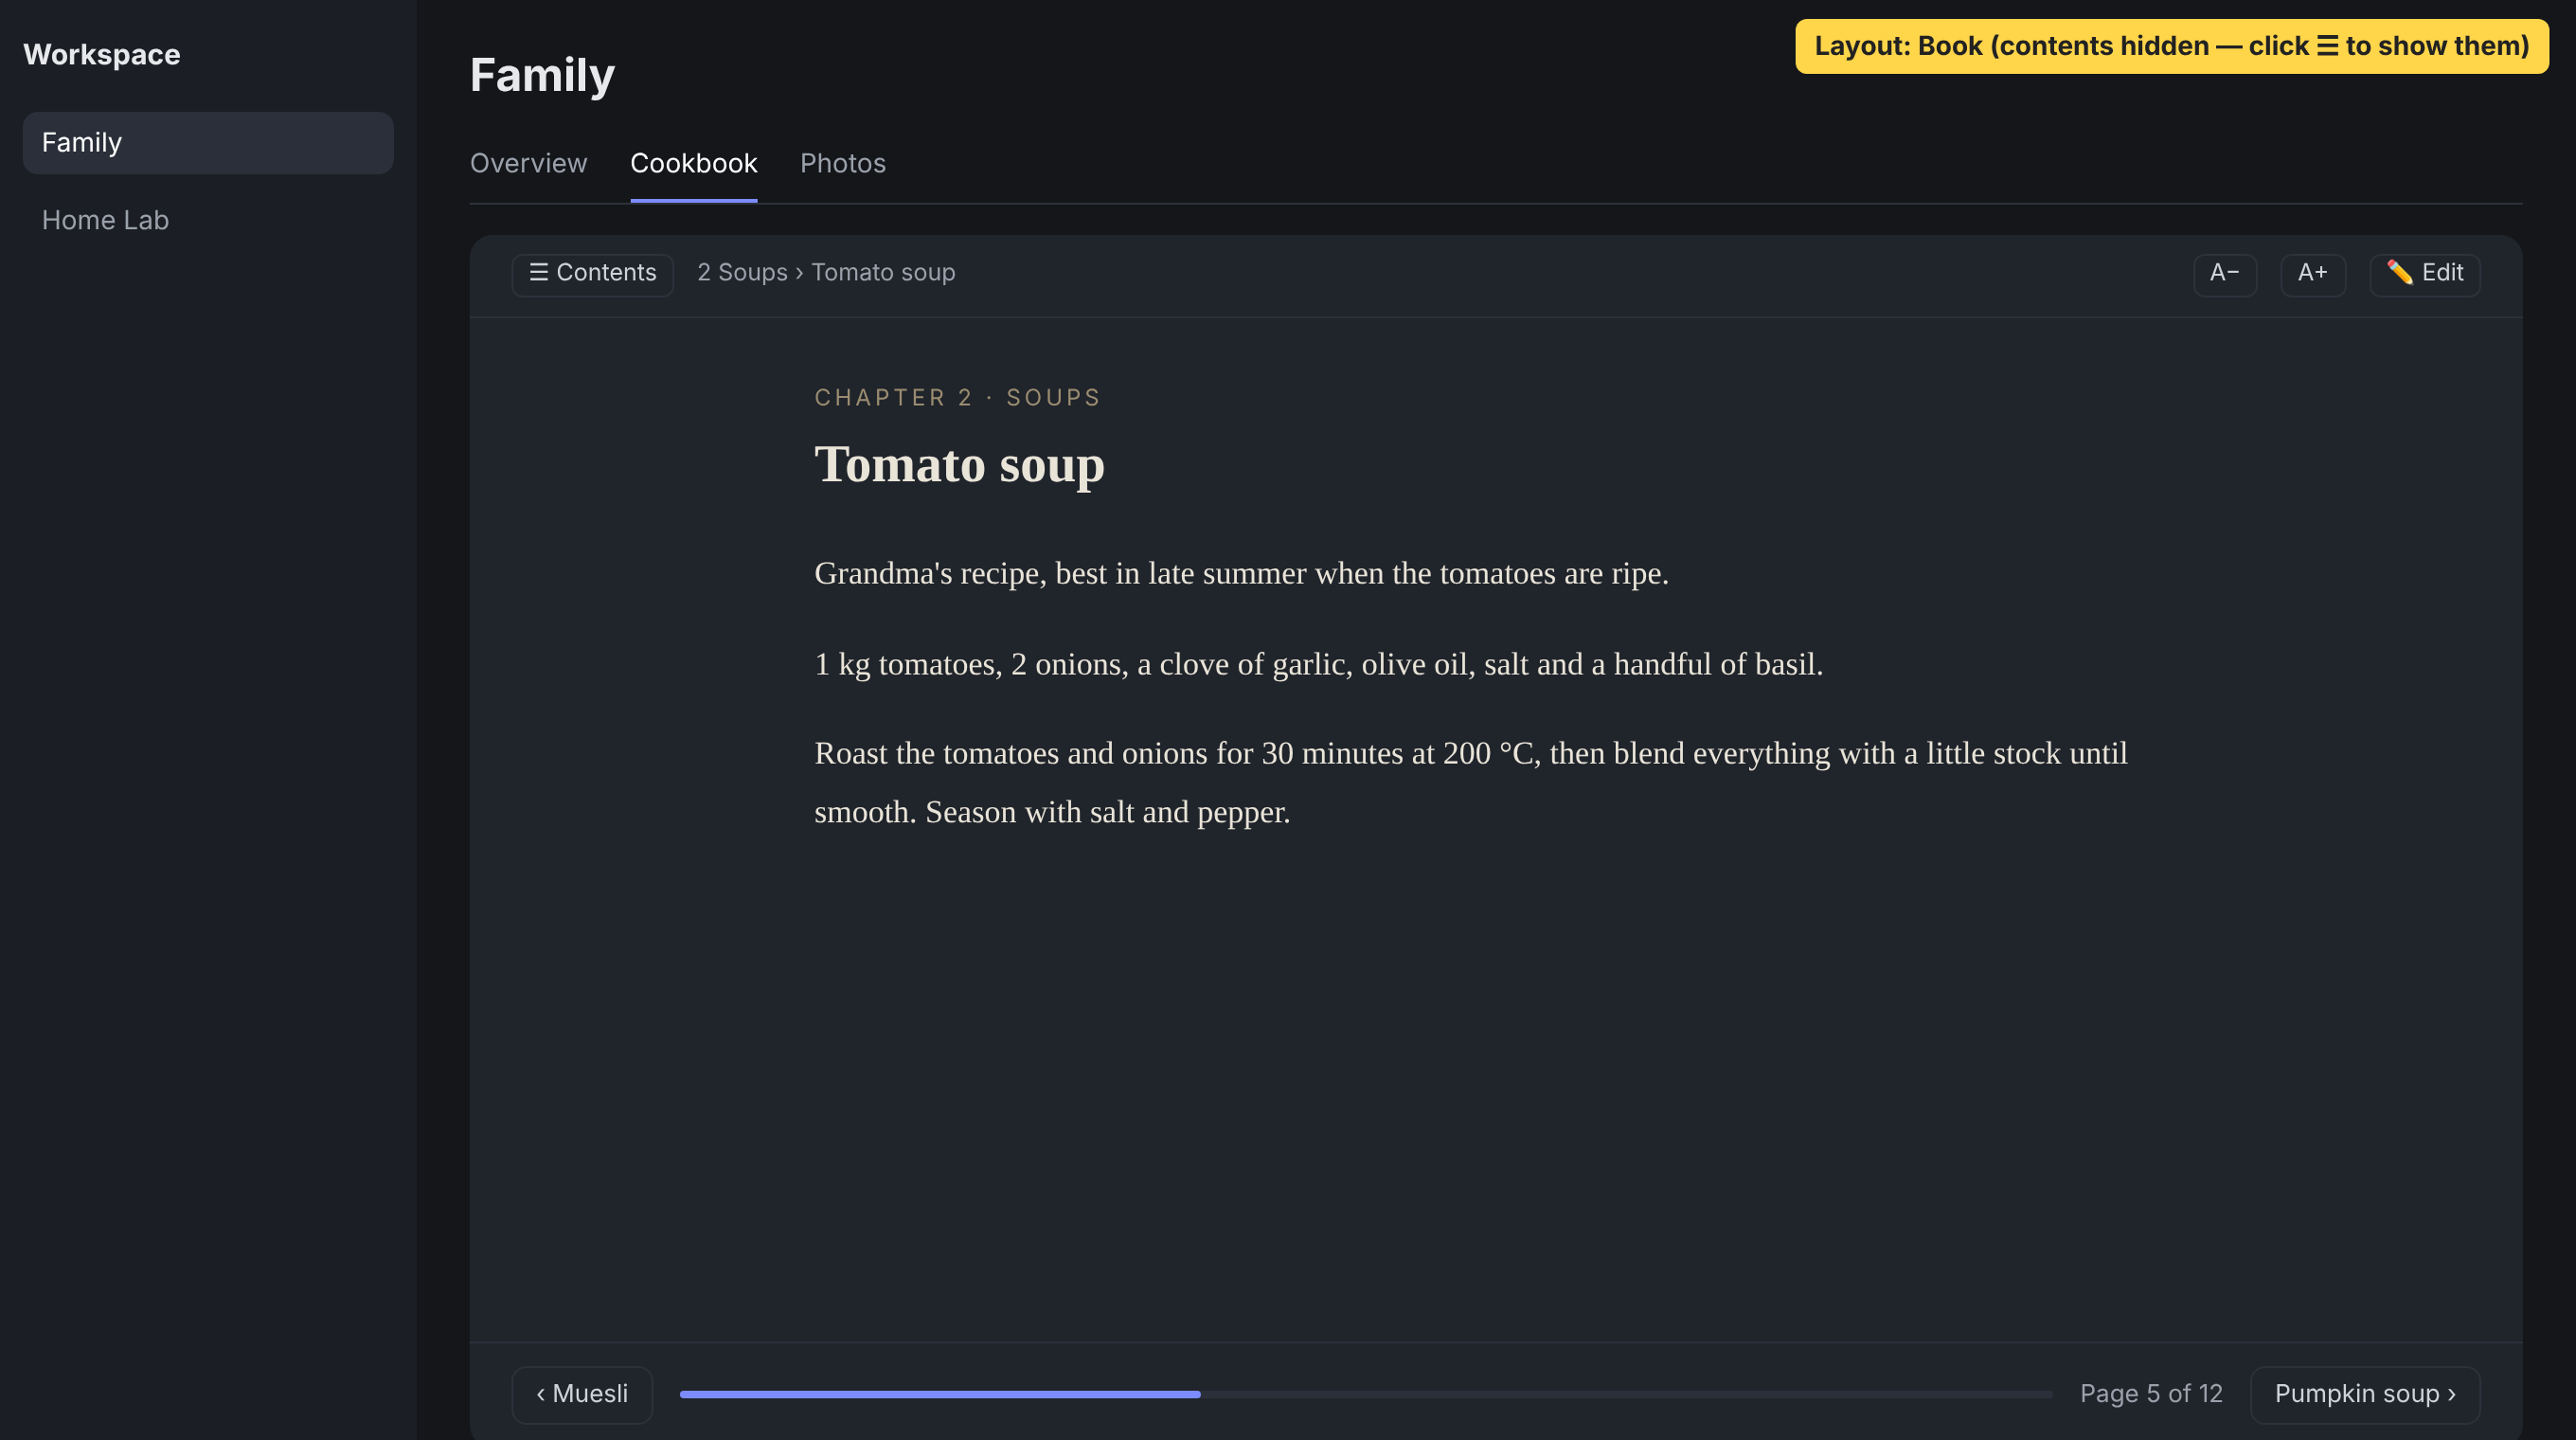 Workspace
Family
Home Lab
Layout: Book (contents hidden — click ☰ to show them)
Family
Overview Cookbook Photos
☰ Contents 2 Soups › Tomato soup A− A+ ✏️ Edit
CHAPTER 2 · SOUPS
Tomato soup
Grandma's recipe, best in late summer when the tomatoes are ripe.
1 kg tomatoes, 2 onions, a clove of garlic, olive oil, salt and a handful of basil.
Roast the tomatoes and onions for 30 minutes at 200 °C, then blend everything with a little stock until
smooth. Season with salt and pepper.
‹ Muesli Page 5 of 12 Pumpkin soup ›